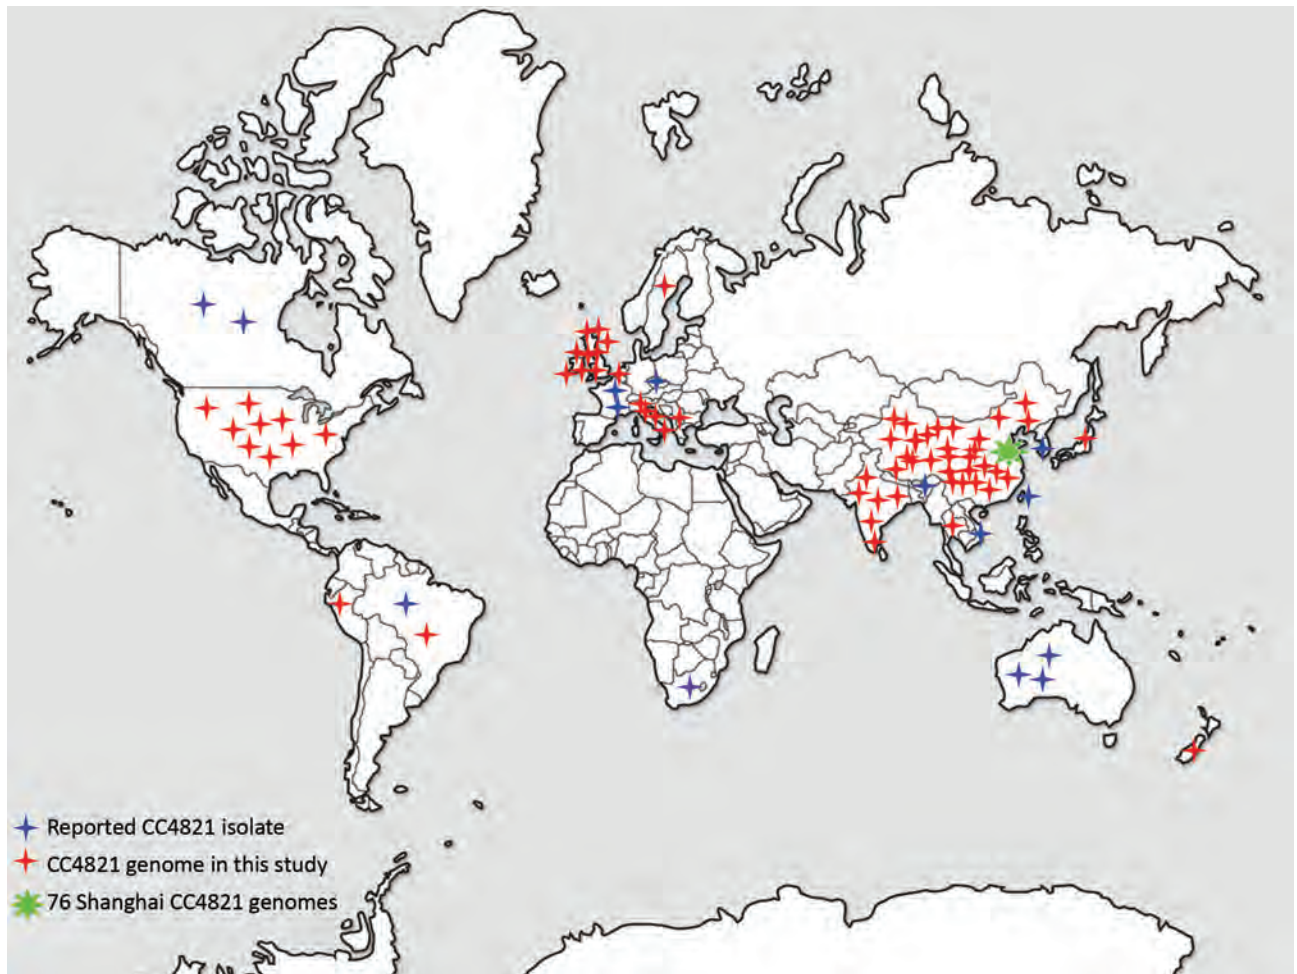 Reported CC4821 isolate
CC4821 genome in this study
76 Shanghai CC4821 genomes